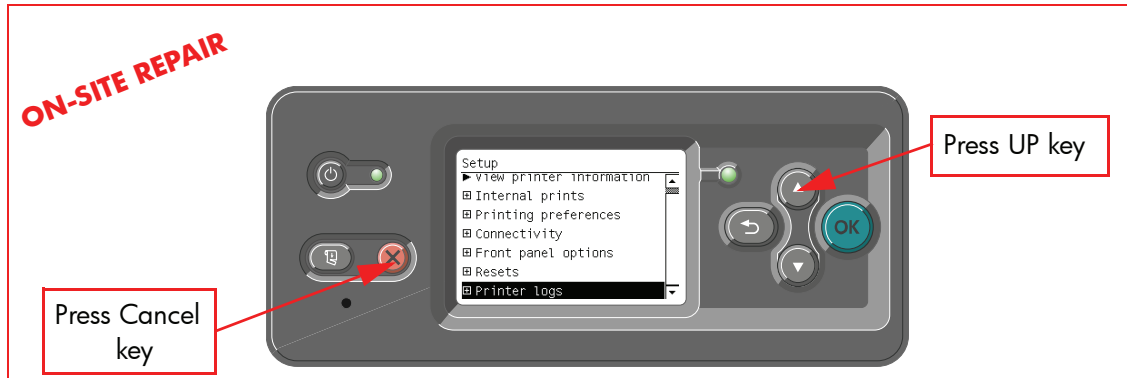 ON-SITE REPAIR
Press UP key
Setup
View printer information
Internal prints
Printing preferences
Connectivity
Front panel options
Resets
Printer logs
OK
Press Cancel
key